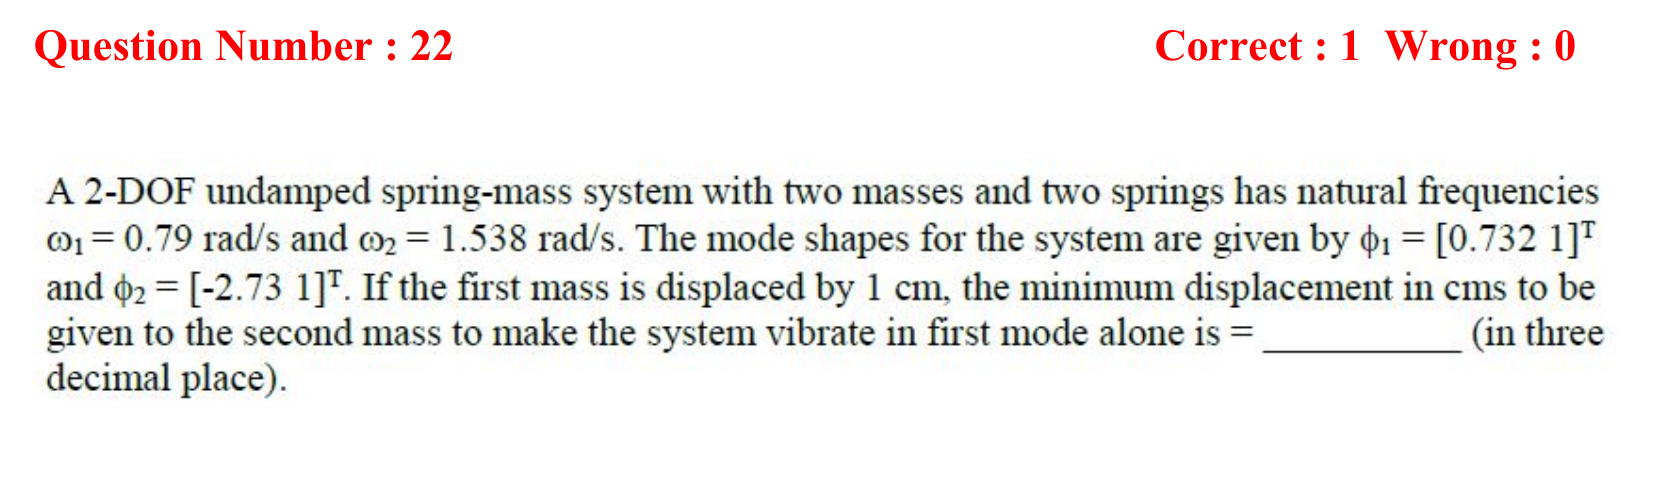 Question Number : 22 Correct : 1 Wrong : 0
A 2-DOF undamped spring-mass system with two masses and two springs has natural frequencies
ω₁ = 0.79 rad/s and ω₂ = 1.538 rad/s. The mode shapes for the system are given by ϕ₁ = [0.732 1]ᵀ
and ϕ₂ = [-2.73 1]ᵀ. If the first mass is displaced by 1 cm, the minimum displacement in cms to be
given to the second mass to make the system vibrate in first mode alone is = __________ (in three
decimal place).